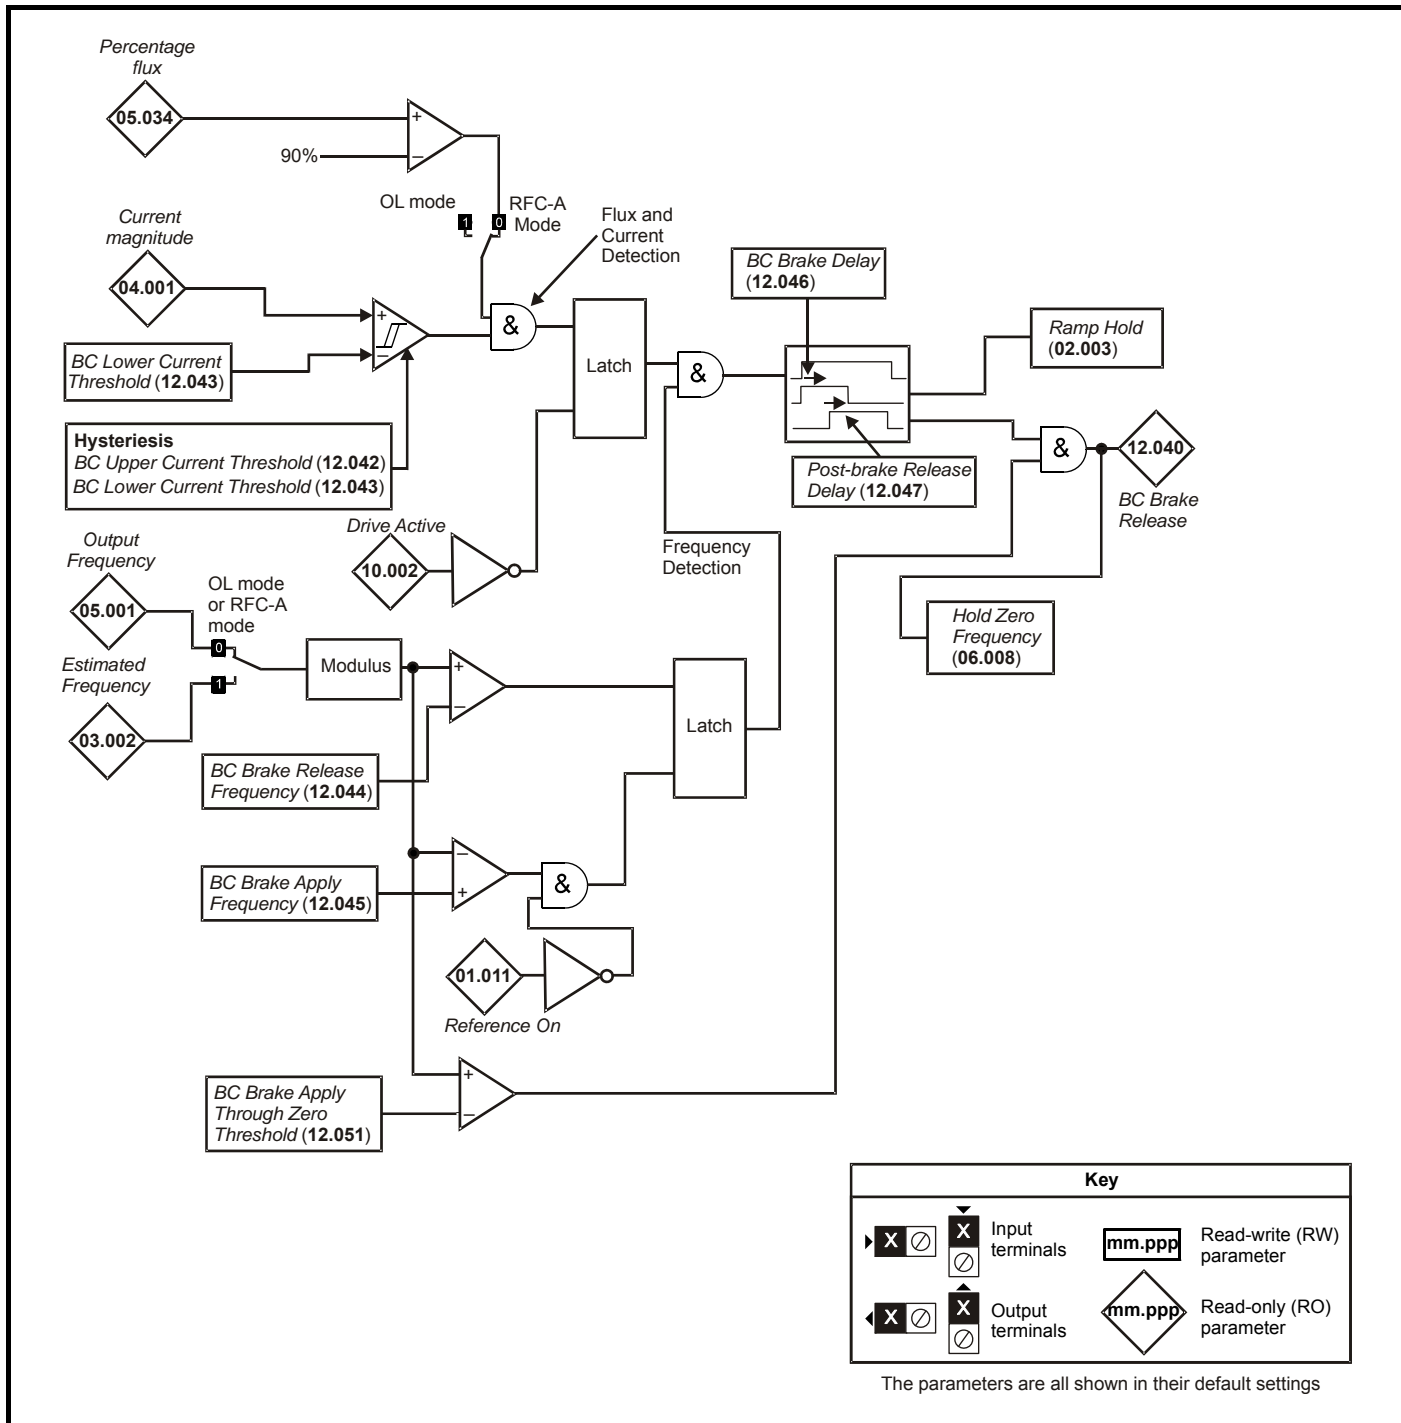 Percentage
flux
05.034
+
–
90%
OL mode
1
0
RFC-A
Mode
Flux and
Current
Detection
Current
magnitude
04.001
+
–
&
BC Lower Current
Threshold (12.043)
Hysteriesis
BC Upper Current Threshold (12.042)
BC Lower Current Threshold (12.043)
Latch
&
BC Brake Delay
(12.046)
Ramp Hold
(02.003)
Post-brake Release
Delay (12.047)
&
12.040
BC Brake
Release
Drive Active
10.002
Frequency
Detection
Hold Zero
Frequency
(06.008)
Output
Frequency
05.001
OL mode
or RFC-A
mode
0
1
Estimated
Frequency
03.002
Modulus
+
–
Latch
BC Brake Release
Frequency (12.044)
–
+
&
BC Brake Apply
Frequency (12.045)
01.011
Reference On
+
–
BC Brake Apply
Through Zero
Threshold (12.051)
Key
X
X
Input
terminals
mm.ppp
Read-write (RW)
parameter
X
X
Output
terminals
mm.ppp
Read-only (RO)
parameter
The parameters are all shown in their default settings